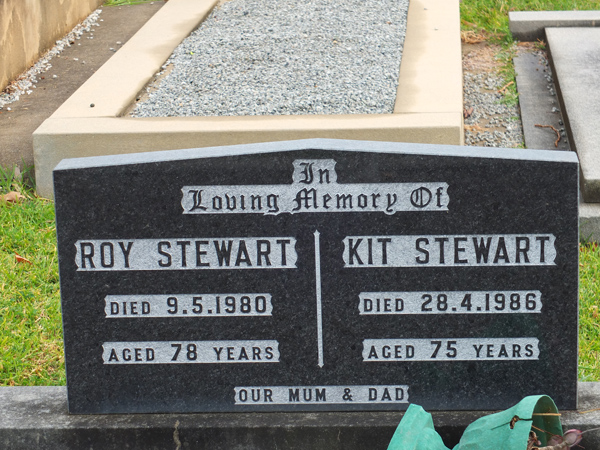 In
Loving Memory Of
ROY STEWART
DIED 9.5.1980
AGED 78 YEARS
KIT STEWART
DIED 28.4.1986
AGED 75 YEARS
OUR MUM & DAD